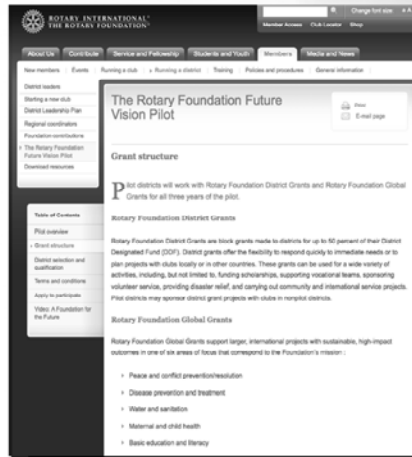 ROTARY INTERNATIONAL®
THE ROTARY FOUNDATION®
Change font size
Member Access Club Locator Shop
About Us Contribute Service and Fellowship Students and Youth Members Media and News
New members Events Running a club Running a district Training Policies and procedures General information
District leaders
Starting a new club
District Leadership Plan
Regional coordinators
Foundation contributions
The Rotary Foundation
Future Vision Pilot
Download resources
Table of Contents
Pilot overview
Grant structure
District selection and
qualification
Terms and conditions
Apply to participate
Video: A Foundation for
the Future
The Rotary Foundation Future
Vision Pilot
Print
E-mail page
Grant structure
Pilot districts will work with Rotary Foundation District Grants and Rotary Foundation Global
Grants for all three years of the pilot.
Rotary Foundation District Grants
Rotary Foundation District Grants are block grants made to districts for up to 50 percent of their District
Designated Fund (DDF). District grants offer the flexibility to respond quickly to immediate needs or to
plan projects with clubs locally or in other countries. These grants can be used for a wide variety of
activities, including, but not limited to, funding scholarships, supporting vocational teams, sponsoring
volunteer service, providing disaster relief, and carrying out community and international service projects.
Pilot districts may sponsor district grant projects with clubs in nonpilot districts.
Rotary Foundation Global Grants
Rotary Foundation Global Grants support larger, international projects with sustainable, high-impact
outcomes in one of six areas of focus that correspond to the Foundation's mission :
Peace and conflict prevention/resolution
Disease prevention and treatment
Water and sanitation
Maternal and child health
Basic education and literacy